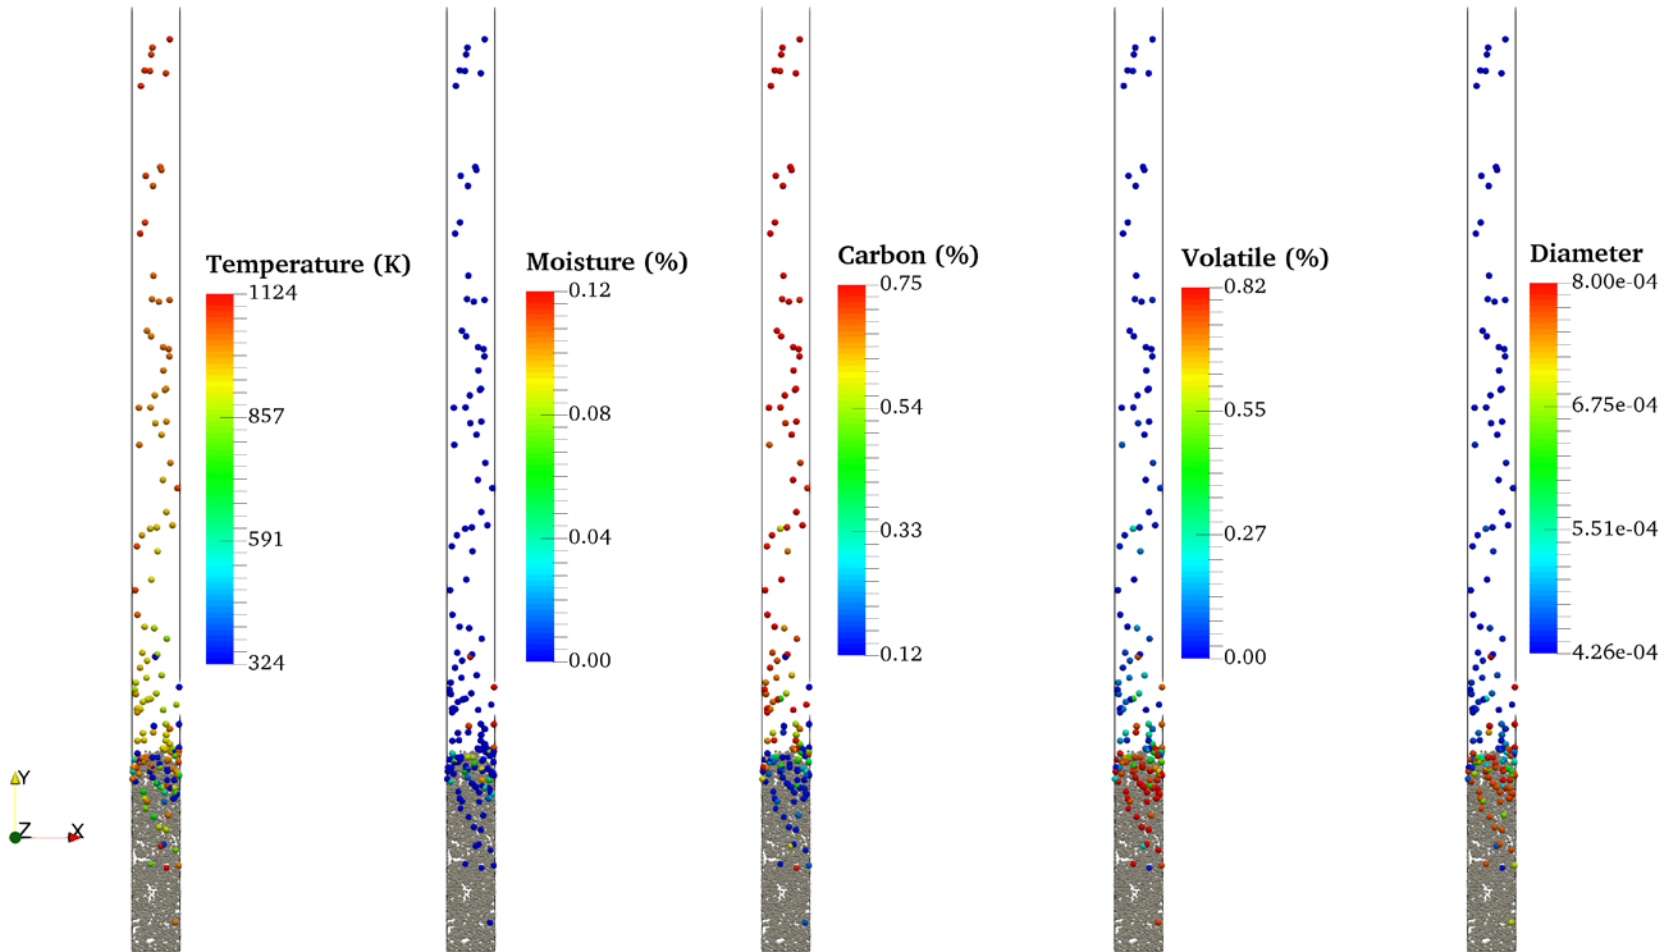 Temperature (K)
1124
857
591
324
Moisture (%)
0.12
0.08
0.04
0.00
Carbon (%)
0.75
0.54
0.33
0.12
Volatile (%)
0.82
0.55
0.27
0.00
Diameter
8.00e-04
6.75e-04
5.51e-04
4.26e-04
Y
Z
X